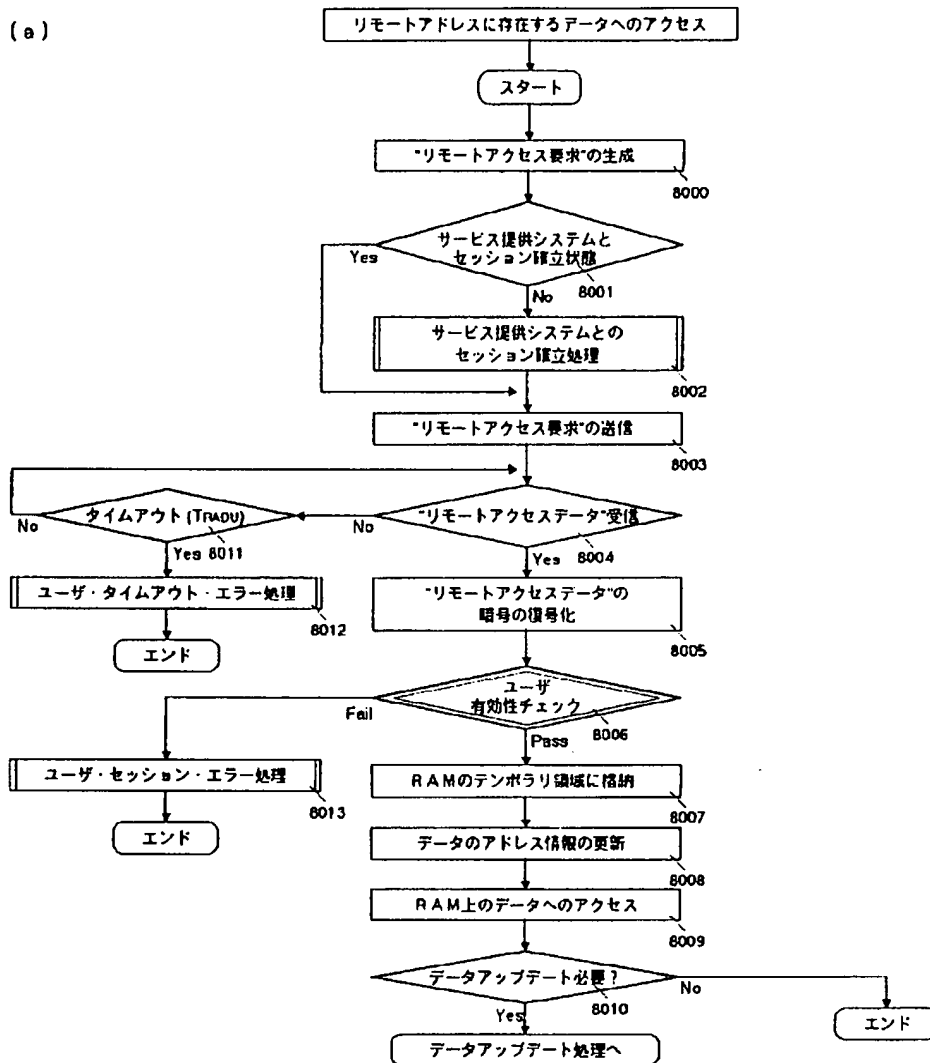 (a)
リモートアドレスに存在するデータへのアクセス
スタート
"リモートアクセス要求"の生成
8000
サービス提供システムと
セッション確立状態
8001
Yes
No
サービス提供システムとの
セッション確立処理
8002
"リモートアクセス要求"の送信
8003
"リモートアクセスデータ"受信
8004
No
Yes
タイムアウト(TRADU)
8011
No
Yes
ユーザ・タイムアウト・エラー処理
8012
エンド
"リモートアクセスデータ"の
暗号の復号化
8005
ユーザ
有効性チェック
8006
Fail
Pass
ユーザ・セッション・エラー処理
8013
エンド
RAMのテンポラリ領域に格納
8007
データのアドレス情報の更新
8008
RAM上のデータへのアクセス
8009
データアップデート必要?
8010
No
Yes
エンド
データアップデート処理へ